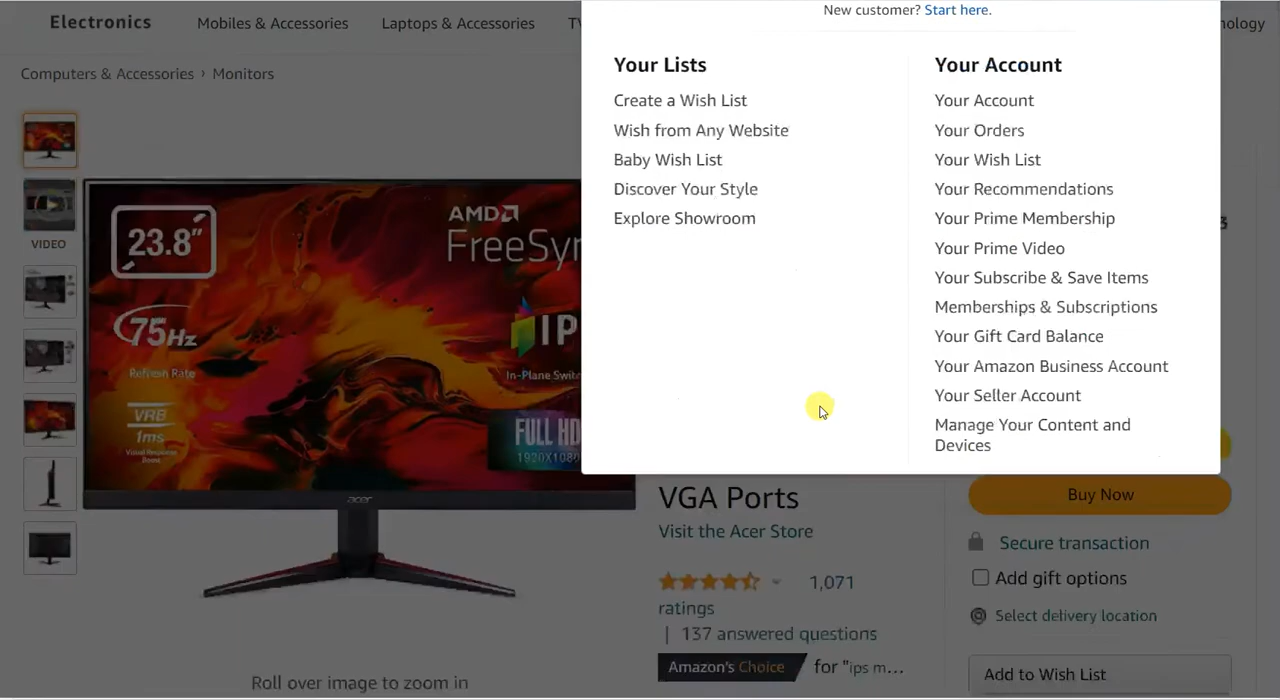 New customer? Start here.
Electronics
Mobiles & Accessories
Laptops & Accessories
Computers & Accessories › Monitors
VIDEO
23.8"
AMD
75Hz
Refresh Rate
VRB
1ms
FULL HD
acer
Your Lists
Create a Wish List
Wish from Any Website
Baby Wish List
Discover Your Style
Explore Showroom
Your Account
Your Account
Your Orders
Your Wish List
Your Recommendations
Your Prime Membership
Your Prime Video
Your Subscribe & Save Items
Memberships & Subscriptions
Your Gift Card Balance
Your Amazon Business Account
Your Seller Account
Manage Your Content and
Devices
VGA Ports
Visit the Acer Store
1,071
ratings
| 137 answered questions
Amazon's Choice for "ips m...
Buy Now
Secure transaction
Add gift options
Select delivery location
Add to Wish List
Roll over image to zoom in